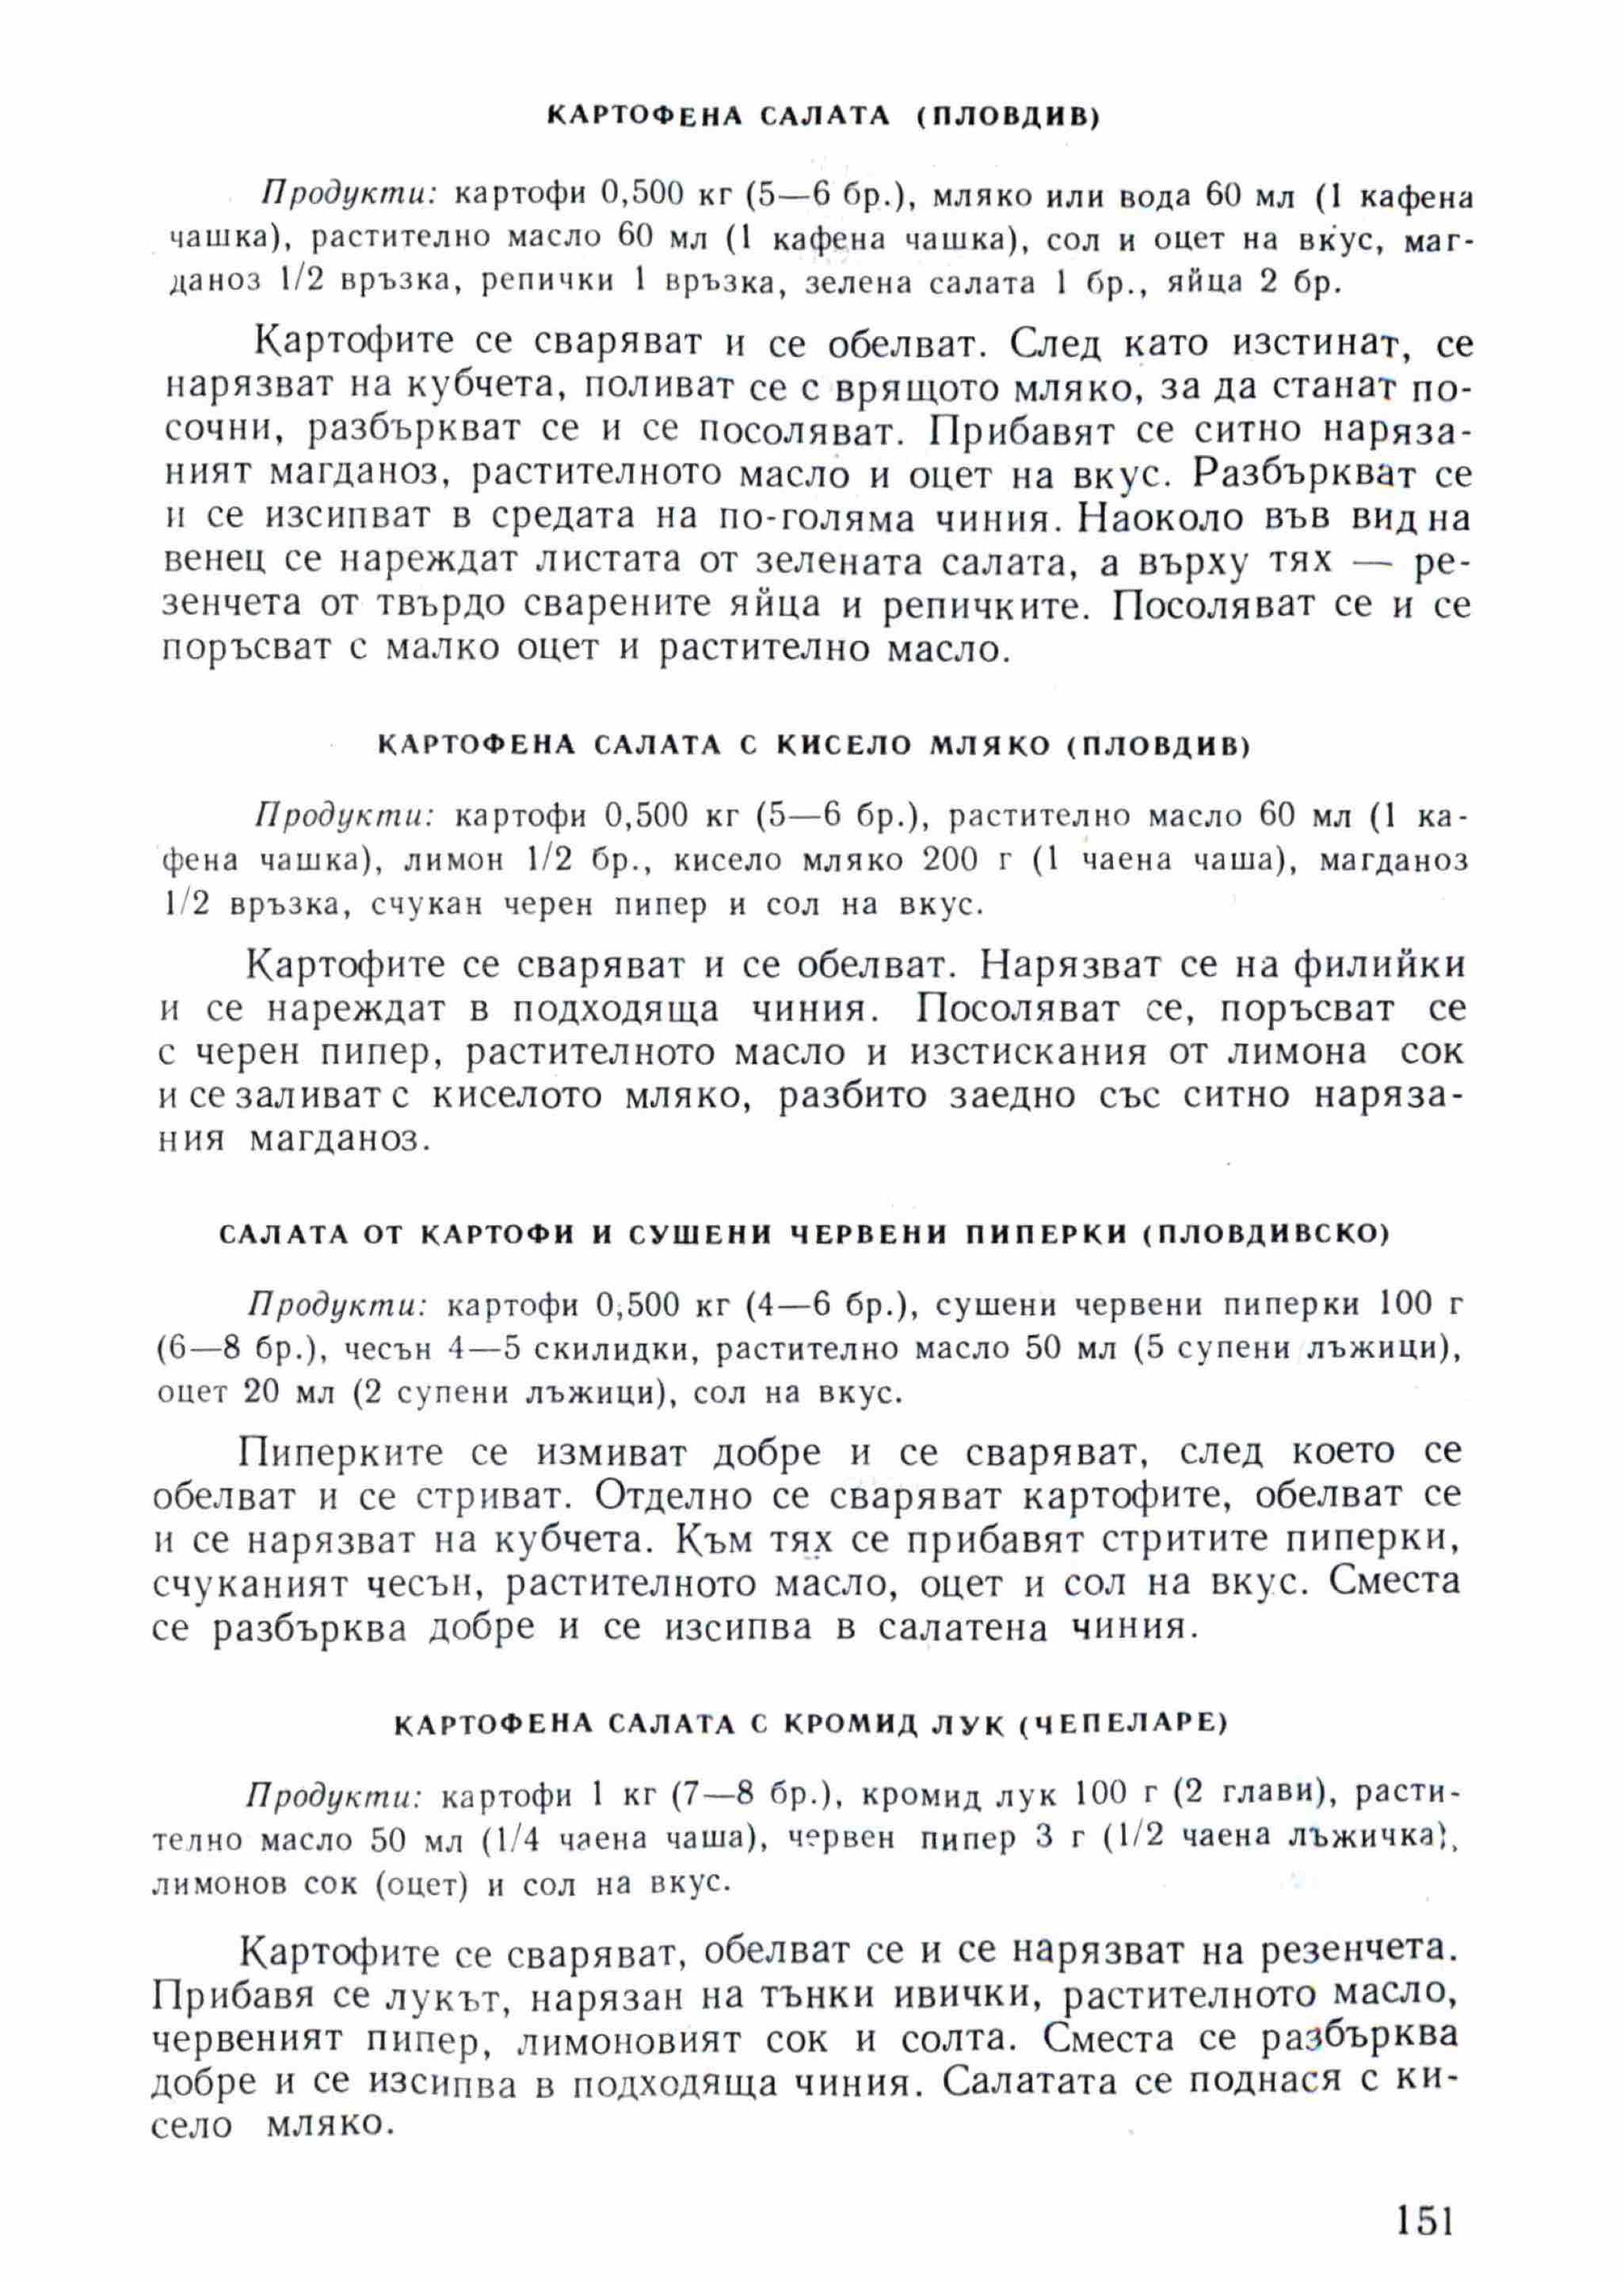 КАРТОФЕНА САЛАТА (ПЛОВДИВ)
Продукти: картофи 0,500 кг (5—6 бр.), мляко или вода 60 мл (1 кафена
чашка), растително масло 60 мл (1 кафена чашка), сол и оцет на вкус, маг-
даноз 1/2 връзка, репички 1 връзка, зелена салата 1 бр., яйца 2 бр.
Картофите се сваряват и се обелват. След като изстинат, се
нарязват на кубчета, поливат се с врящото мляко, за да станат по-
сочни, разбъркват се и се посоляват. Прибавят се ситно наряза-
ният магданоз, растителното масло и оцет на вкус. Разбъркват се
и се изсипват в средата на по-голяма чиния. Наоколо във вид на
венец се нареждат листата от зелената салата, а върху тях — ре-
зенчета от твърдо сварените яйца и репичките. Посоляват се и се
поръсват с малко оцет и растително масло.
КАРТОФЕНА САЛАТА С КИСЕЛО МЛЯКО (ПЛОВДИВ)
Продукти: картофи 0,500 кг (5—6 бр.), растително масло 60 мл (1 ка-
фена чашка), лимон 1/2 бр., кисело мляко 200 г (1 чаена чаша), магданоз
1/2 връзка, счукан черен пипер и сол на вкус.
Картофите се сваряват и се обелват. Нарязват се на филийки
и се нареждат в подходяща чиния. Посоляват се, поръсват се
с черен пипер, растителното масло и изстискания от лимона сок
и се заливат с киселото мляко, разбито заедно със ситно наряза-
ния магданоз.
САЛАТА ОТ КАРТОФИ И СУШЕНИ ЧЕРВЕНИ ПИПЕРКИ (ПЛОВДИВСКО)
Продукти: картофи 0,500 кг (4—6 бр.), сушени червени пиперки 100 г
(6—8 бр.), чесън 4—5 скилидки, растително масло 50 мл (5 супени лъжици),
оцет 20 мл (2 супени лъжици), сол на вкус.
Пиперките се измиват добре и се сваряват, след което се
обелват и се стриват. Отделно се сваряват картофите, обелват се
и се нарязват на кубчета. Към тях се прибавят стритите пиперки,
счуканият чесън, растителното масло, оцет и сол на вкус. Сместа
се разбърква добре и се изсипва в салатена чиния.
КАРТОФЕНА САЛАТА С КРОМИД ЛУК (ЧЕПЕЛАРЕ)
Продукти: картофи 1 кг (7—8 бр.), кромид лук 100 г (2 глави), расти-
телно масло 50 мл (1/4 чаена чаша), червен пипер 3 г (1/2 чаена лъжичка),
лимонов сок (оцет) и сол на вкус.
Картофите се сваряват, обелват се и се нарязват на резенчета.
Прибавя се лукът, нарязан на тънки ивички, растителното масло,
червеният пипер, лимоновият сок и солта. Сместа се разбърква
добре и се изсипва в подходяща чиния. Салатата се поднася с ки-
село мляко.
151